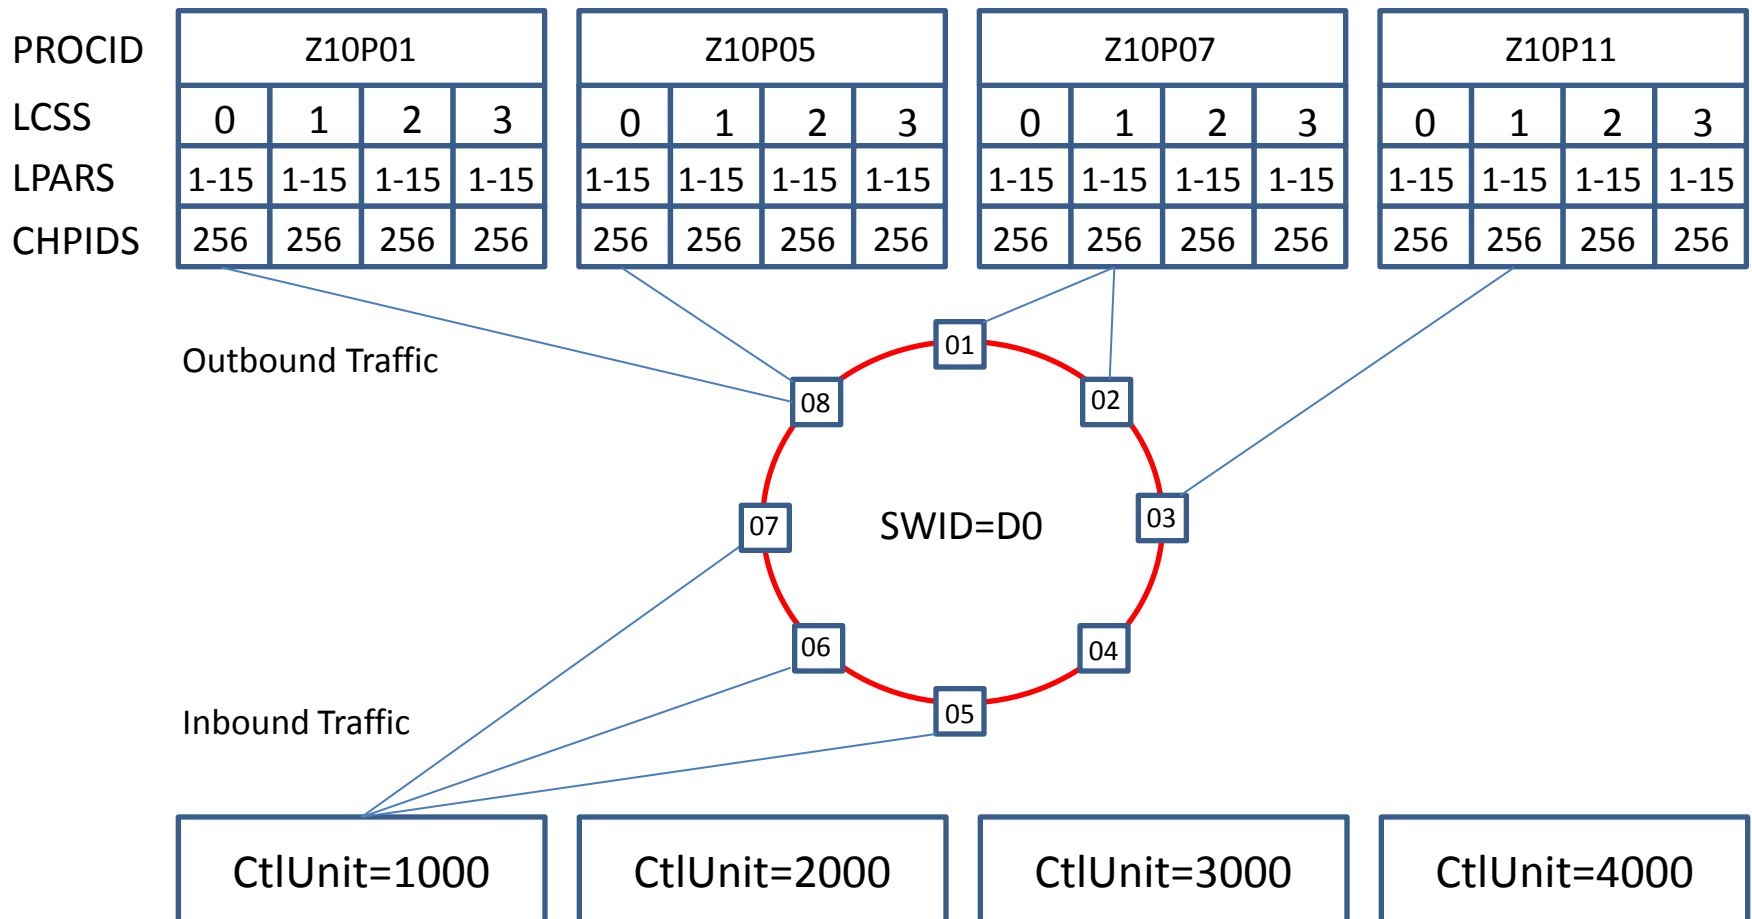 PROCID Z10P01 Z10P05 Z10P07 Z10P11
LCSS 0 1 2 3 0 1 2 3 0 1 2 3 0 1 2 3
LPARS 1-15 1-15 1-15 1-15 1-15 1-15 1-15 1-15 1-15 1-15 1-15 1-15 1-15 1-15 1-15 1-15
CHPIDS 256 256 256 256 256 256 256 256 256 256 256 256 256 256 256 256
01
Outbound Traffic
08 02
07 SWID=D0 03
06 04
05
Inbound Traffic
CtlUnit=1000 CtlUnit=2000 CtlUnit=3000 CtlUnit=4000